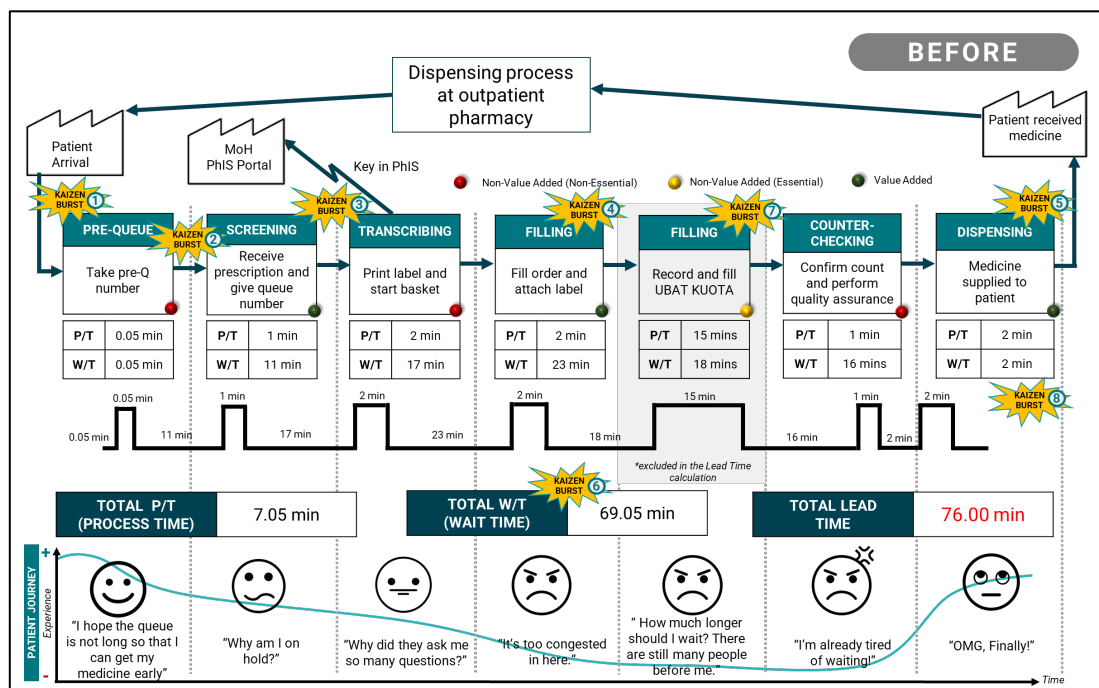 BEFORE
Dispensing process
at outpatient
pharmacy
Patient
Arrival
MoH
PhIS Portal
Key in PhIS
Patient received
medicine
Non-Value Added (Non-Essential)
Non-Value Added (Essential)
Value Added
KAIZEN
BURST
1
KAIZEN
BURST
2
KAIZEN
BURST
3
KAIZEN
BURST
4
KAIZEN
BURST
7
KAIZEN
BURST
5
PRE-QUEUE
Take pre-Q
number
P/T 0.05 min
W/T 0.05 min
SCREENING
Receive
prescription and
give queue
number
P/T 1 min
W/T 11 min
TRANSCRIBING
Print label and
start basket
P/T 2 min
W/T 17 min
FILLING
Fill order and
attach label
P/T 2 min
W/T 23 min
FILLING
Record and fill
UBAT KUOTA
P/T 15 mins
W/T 18 mins
COUNTER-
CHECKING
Confirm count
and perform
quality assurance
P/T 1 min
W/T 16 mins
DISPENSING
Medicine
supplied to
patient
P/T 2 min
W/T 2 min
KAIZEN
BURST
8
0.05 min 1 min 2 min 2 min 15 min 1 min 2 min
0.05 min 11 min 17 min 23 min 18 min 16 min 2 min
*excluded in the Lead Time
calculation
TOTAL P/T
(PROCESS TIME)
7.05 min
TOTAL W/T
(WAIT TIME)
KAIZEN
BURST
6
69.05 min
TOTAL LEAD
TIME
76.00 min
PATIENT JOURNEY
Experience
+
-
"I hope the queue
is not long so that I
can get my
medicine early"
"Why am I on
hold?"
"Why did they ask me
so many questions?"
"It's too congested
in here."
" How much longer
should I wait? There
are still many people
before me."
"I'm already tired
of waiting!"
"OMG, Finally!"
Time